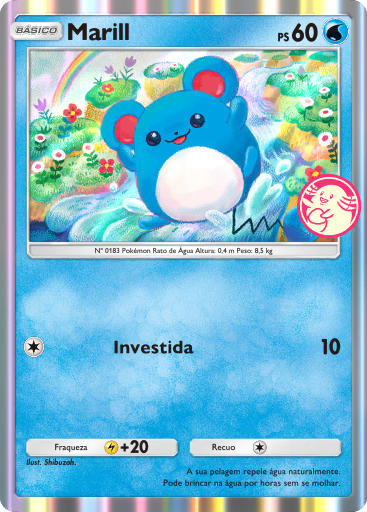 BÁSICO Marill PS 60
Nº 0183 Pokémon Rato de Água Altura: 0,4 m Peso: 8,5 kg
Investida 10
Fraqueza +20 Recuo
Ilust. Shibuzoh.
A sua pelagem repele água naturalmente.
Pode brincar na água por horas sem se molhar.